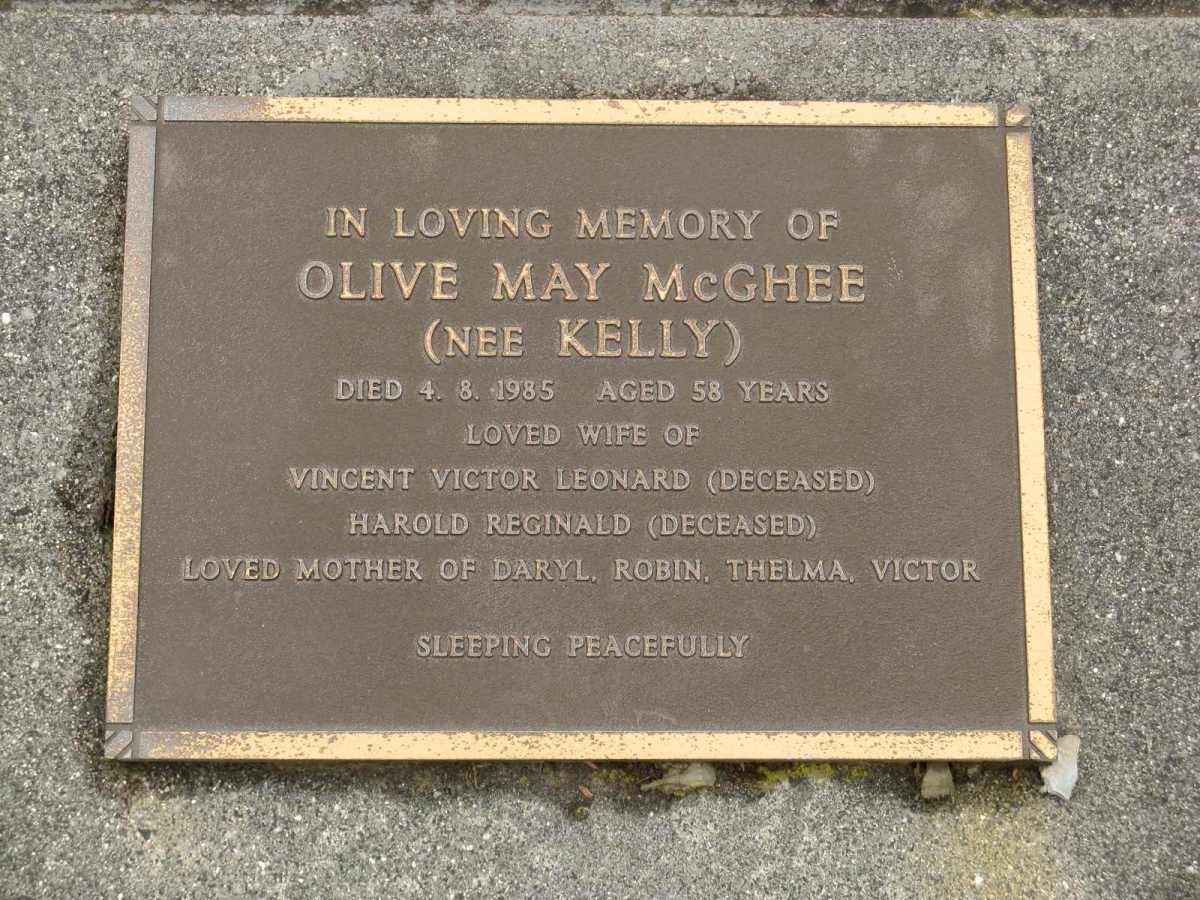 IN LOVING MEMORY OF
OLIVE MAY McGHEE
(NEE KELLY)
DIED 4. 8. 1985 AGED 58 YEARS
LOVED WIFE OF
VINCENT VICTOR LEONARD (DECEASED)
HAROLD REGINALD (DECEASED)
LOVED MOTHER OF DARYL, ROBIN, THELMA, VICTOR
SLEEPING PEACEFULLY